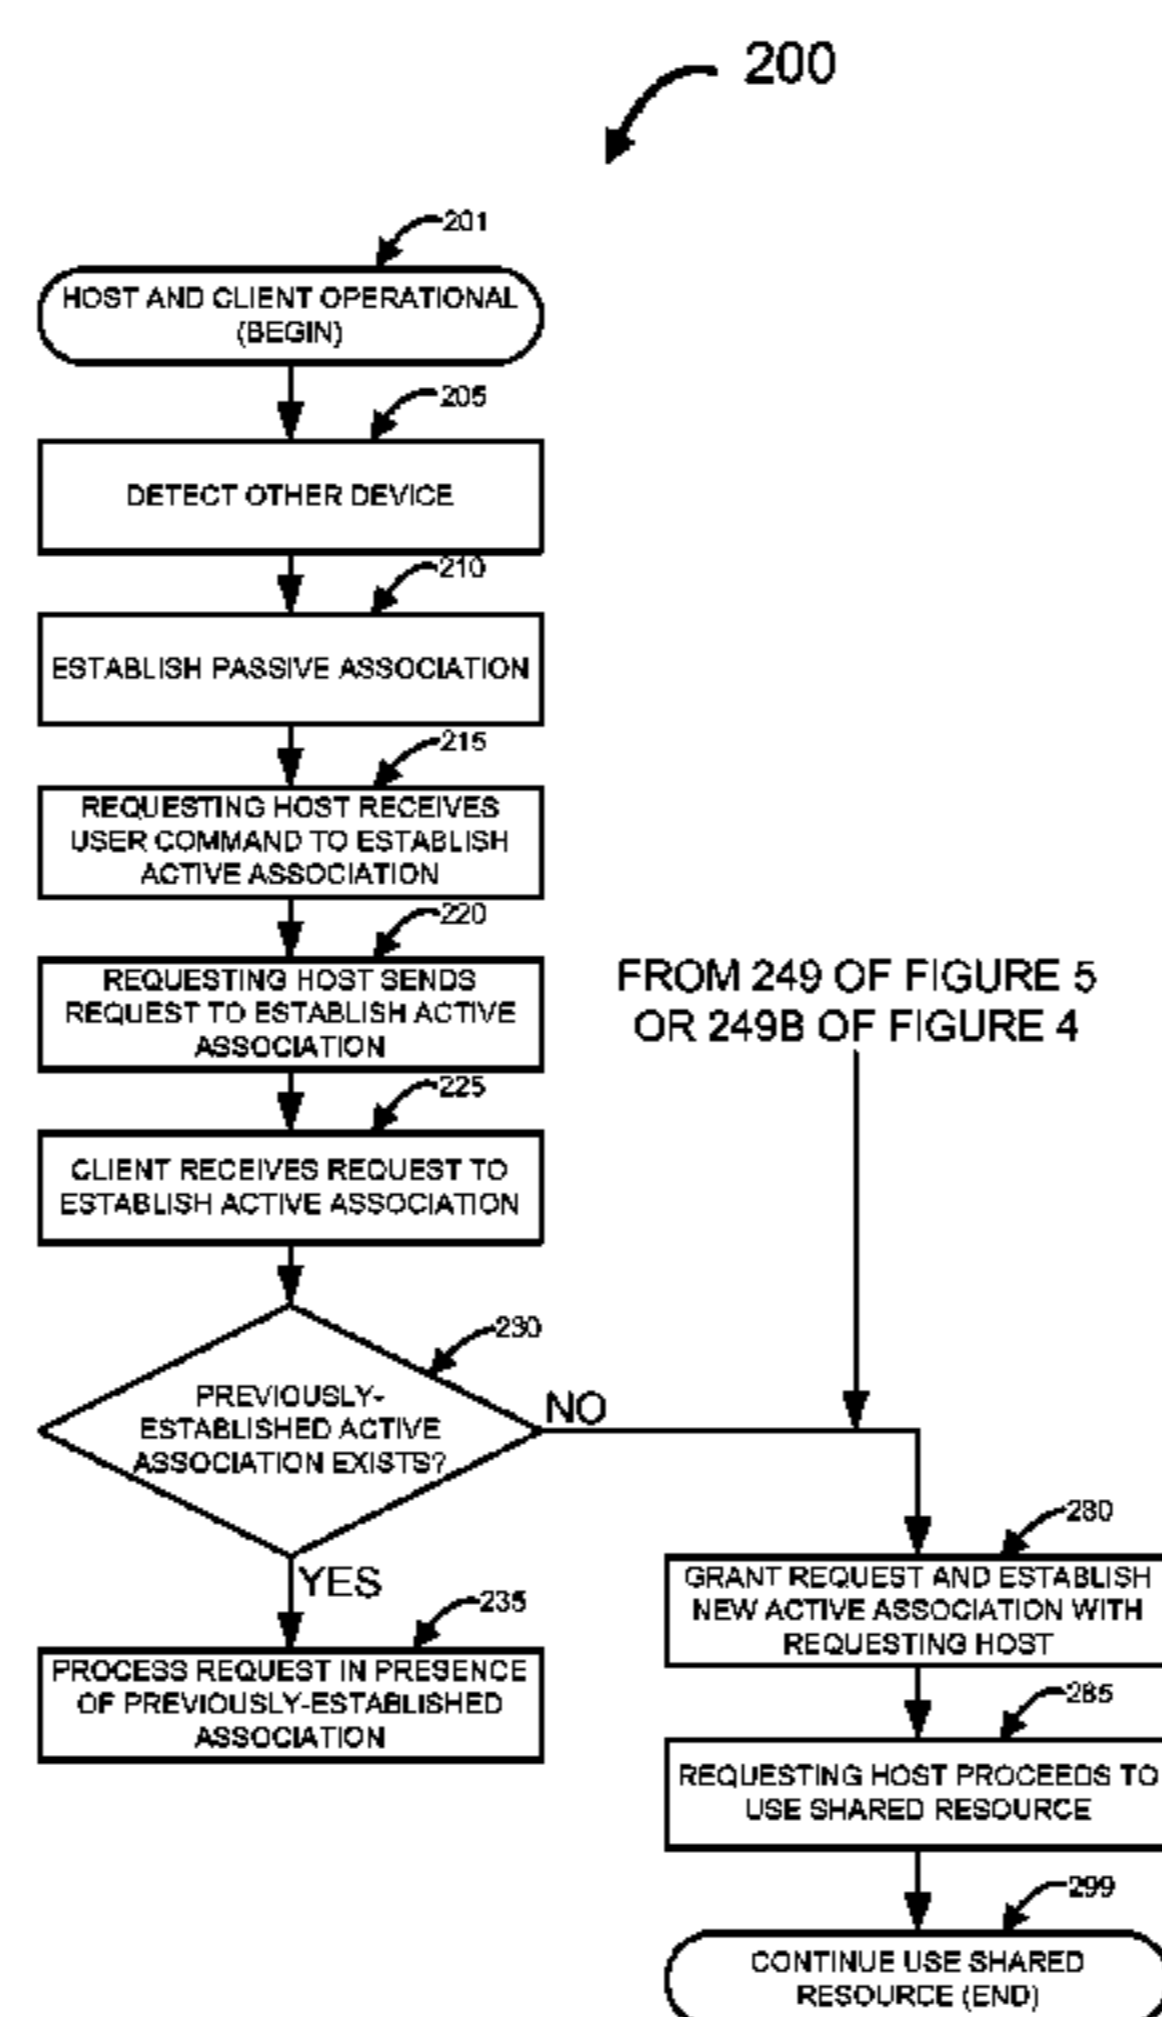 200
201
HOST AND CLIENT OPERATIONAL
(BEGIN)
205
DETECT OTHER DEVICE
210
ESTABLISH PASSIVE ASSOCIATION
215
REQUESTING HOST RECEIVES
USER COMMAND TO ESTABLISH
ACTIVE ASSOCIATION
220
REQUESTING HOST SENDS
REQUEST TO ESTABLISH ACTIVE
ASSOCIATION
FROM 249 OF FIGURE 5
OR 249B OF FIGURE 4
225
CLIENT RECEIVES REQUEST TO
ESTABLISH ACTIVE ASSOCIATION
230
PREVIOUSLY-
ESTABLISHED ACTIVE
ASSOCIATION EXISTS?
NO
YES
235
PROCESS REQUEST IN PRESENCE
OF PREVIOUSLY-ESTABLISHED
ASSOCIATION
280
GRANT REQUEST AND ESTABLISH
NEW ACTIVE ASSOCIATION WITH
REQUESTING HOST
285
REQUESTING HOST PROCEEDS TO
USE SHARED RESOURCE
299
CONTINUE USE SHARED
RESOURCE (END)